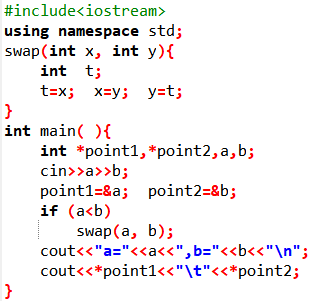 #include<iostream>
using namespace std;
swap(int x, int y){
    int  t;
    t=x;  x=y;  y=t;
}
int main( ){
    int *point1,*point2,a,b;
    cin>>a>>b;
    point1=&a;  point2=&b;
    if (a<b)
        swap(a, b);
    cout<<"a="<<a<<",b="<<b<<"\n";
    cout<<*point1<<"\t"<<*point2;
}